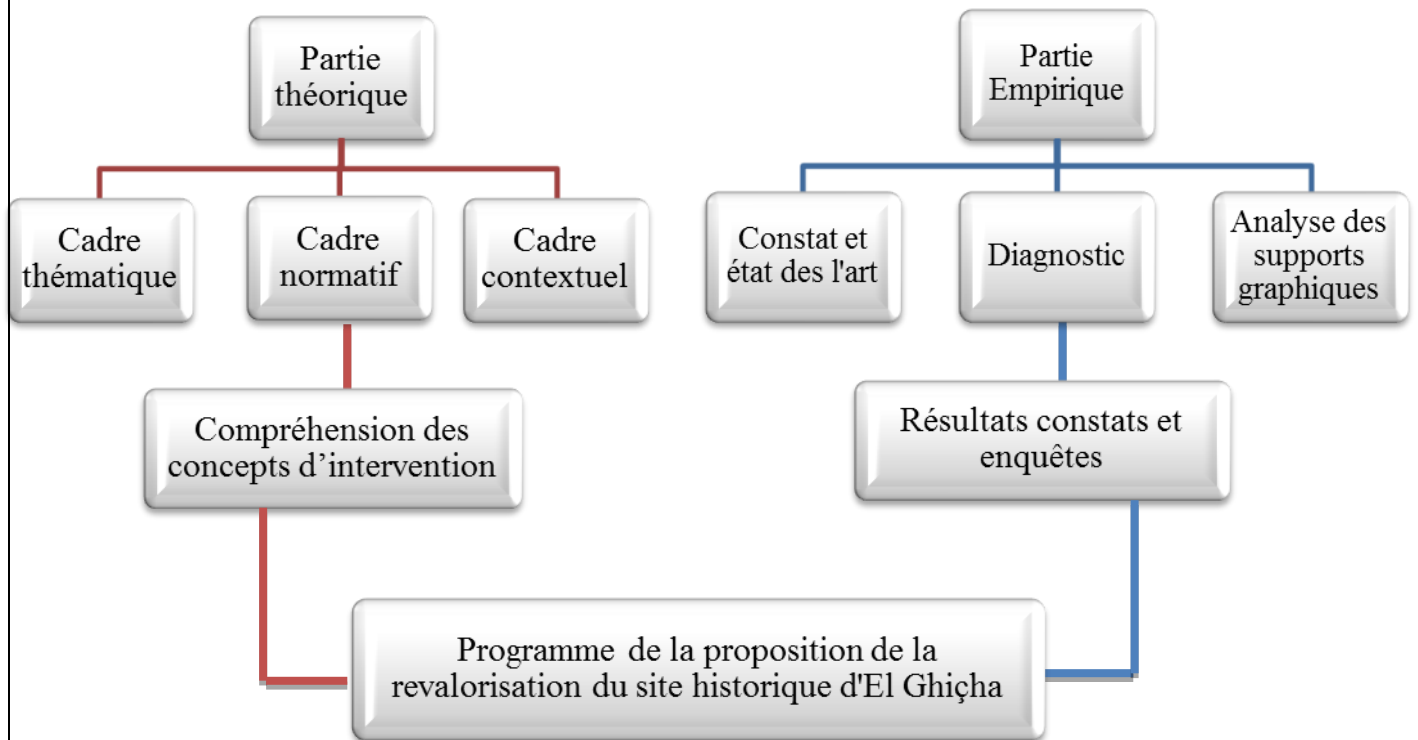 Partie
théorique
Partie
Empirique
Cadre
thématique
Cadre
normatif
Cadre
contextuel
Constat et
état des l'art
Diagnostic
Analyse des
supports
graphiques
Compréhension des
concepts d’intervention
Résultats constats et
enquêtes
Programme de la proposition de la
revalorisation du site historique d'El Ghiçha